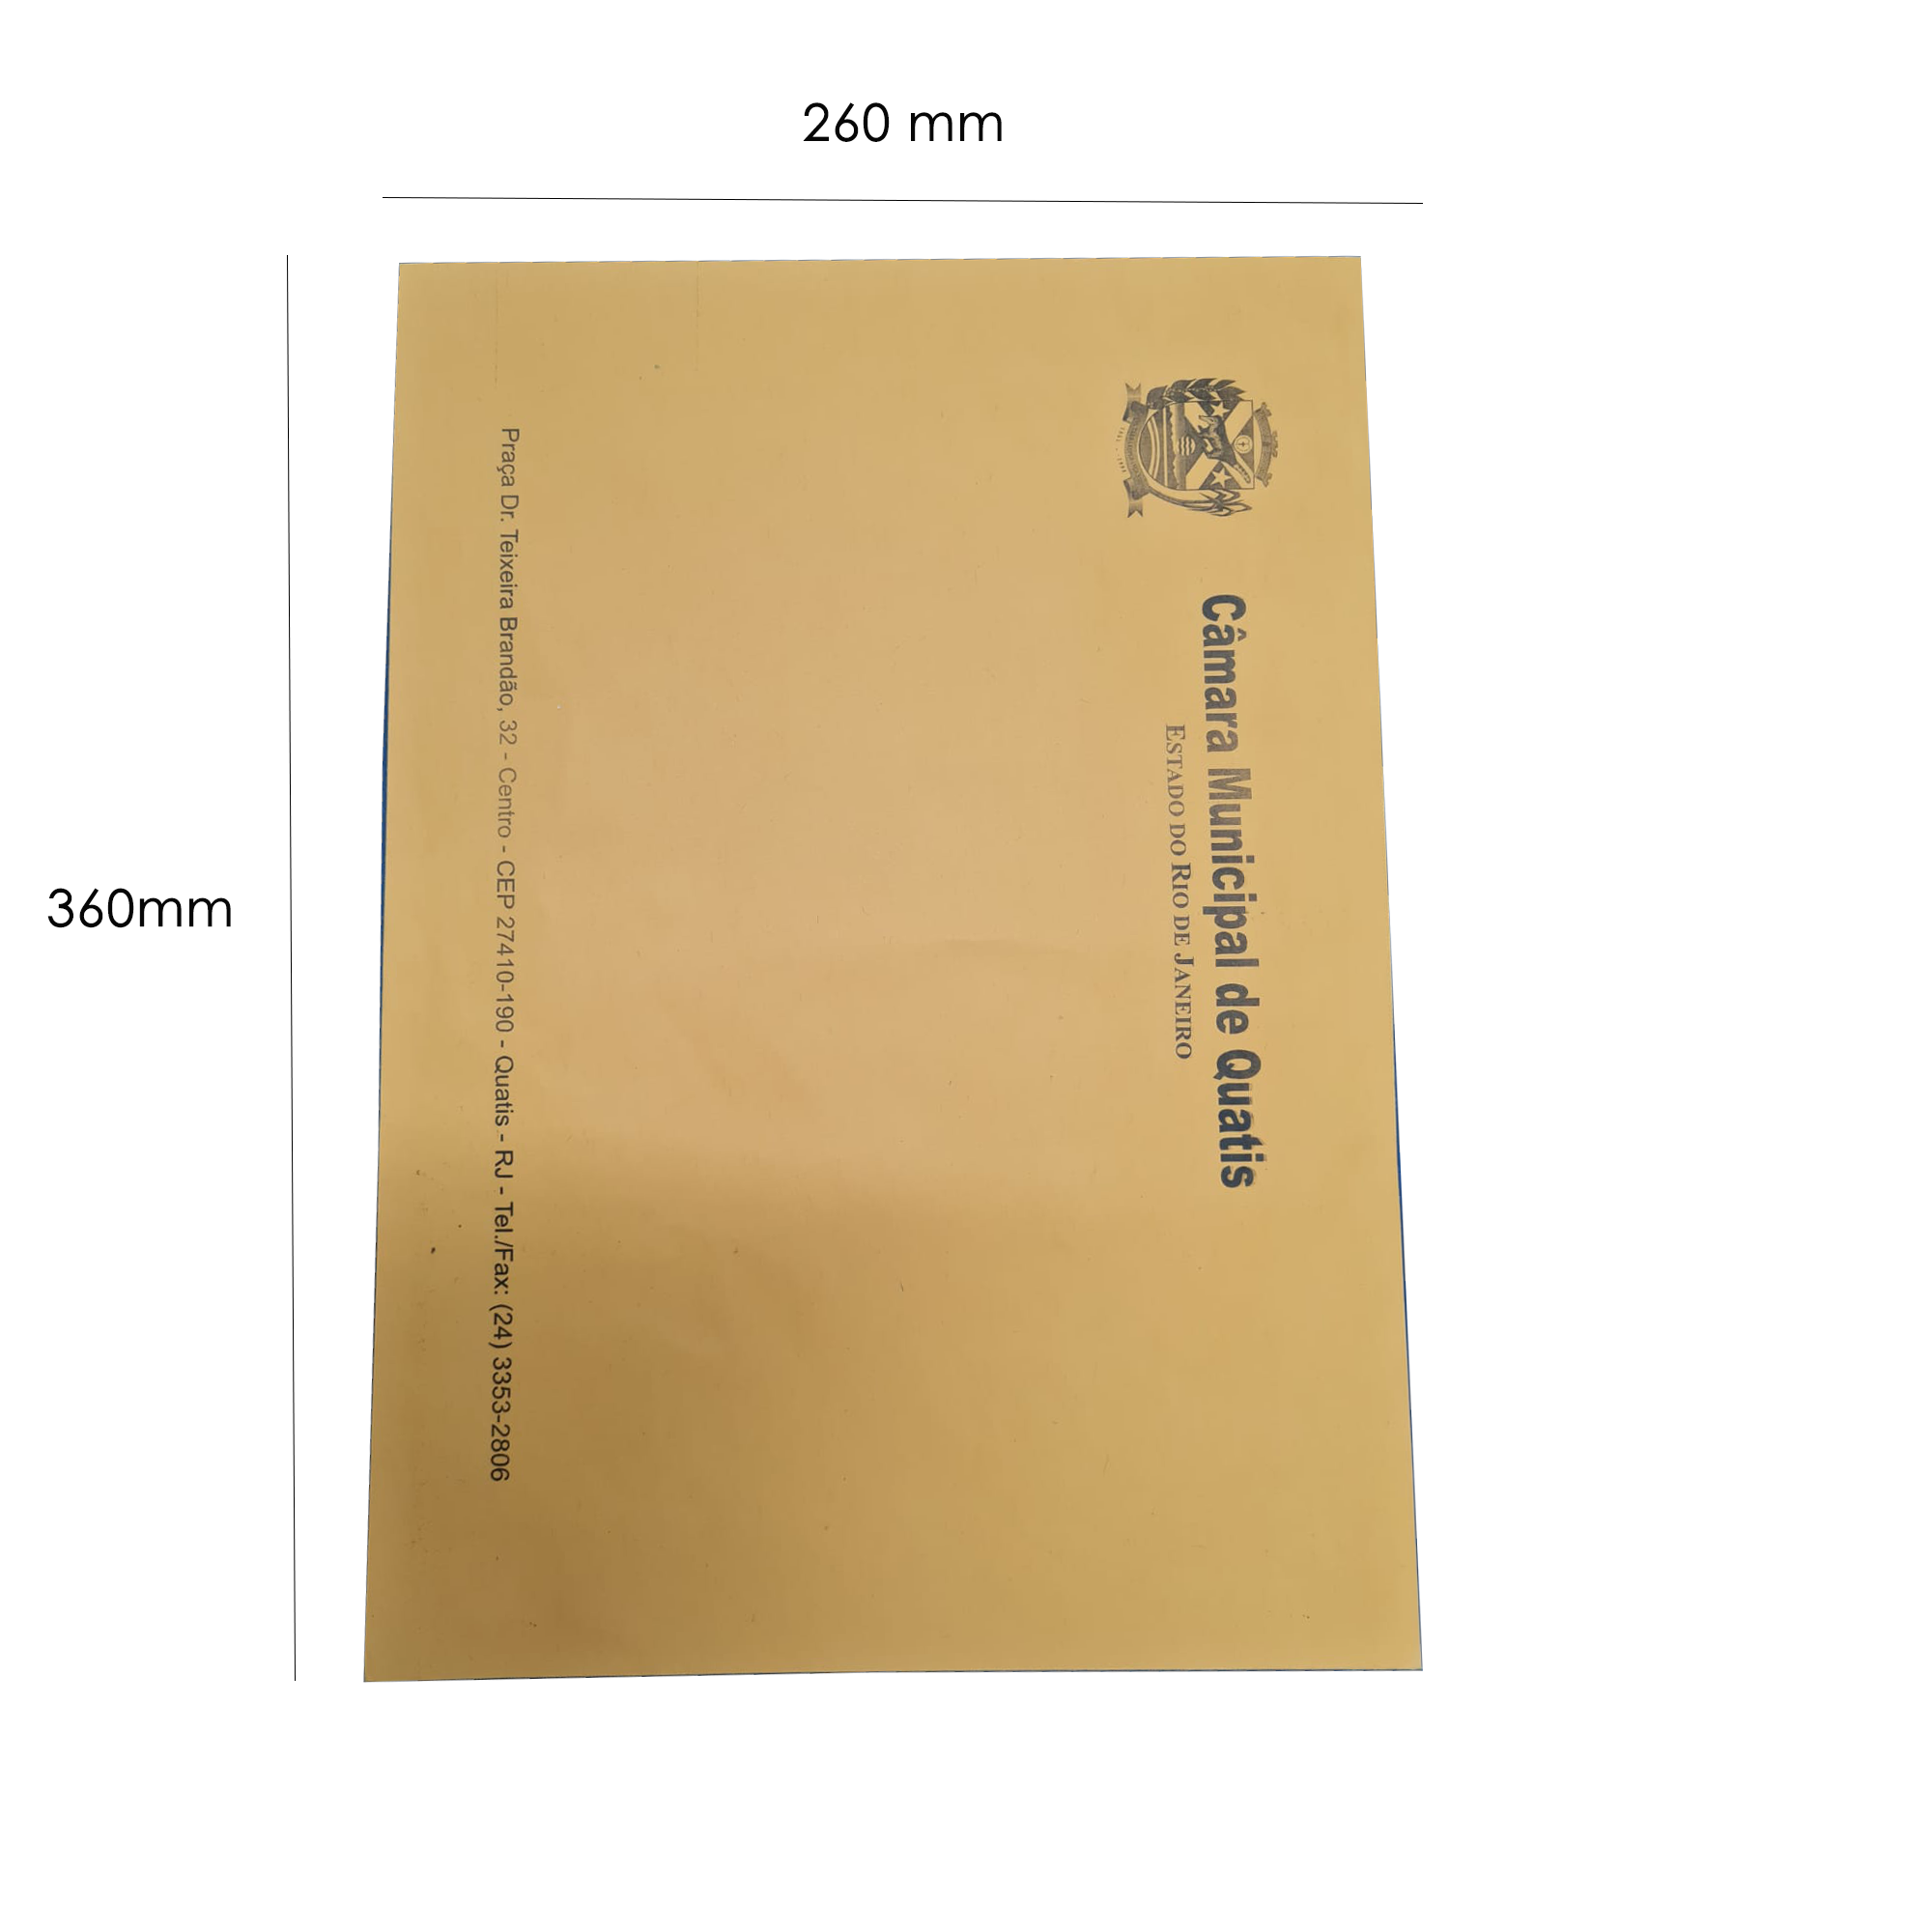 260 mm
360mm
Câmara Municipal de Quatis
ESTADO DO RIO DE JANEIRO
Praça Dr. Teixeira Brandão, 32 - Centro - CEP 27410-190 - Quatis - RJ - Tel./Fax: (24) 3353-2806